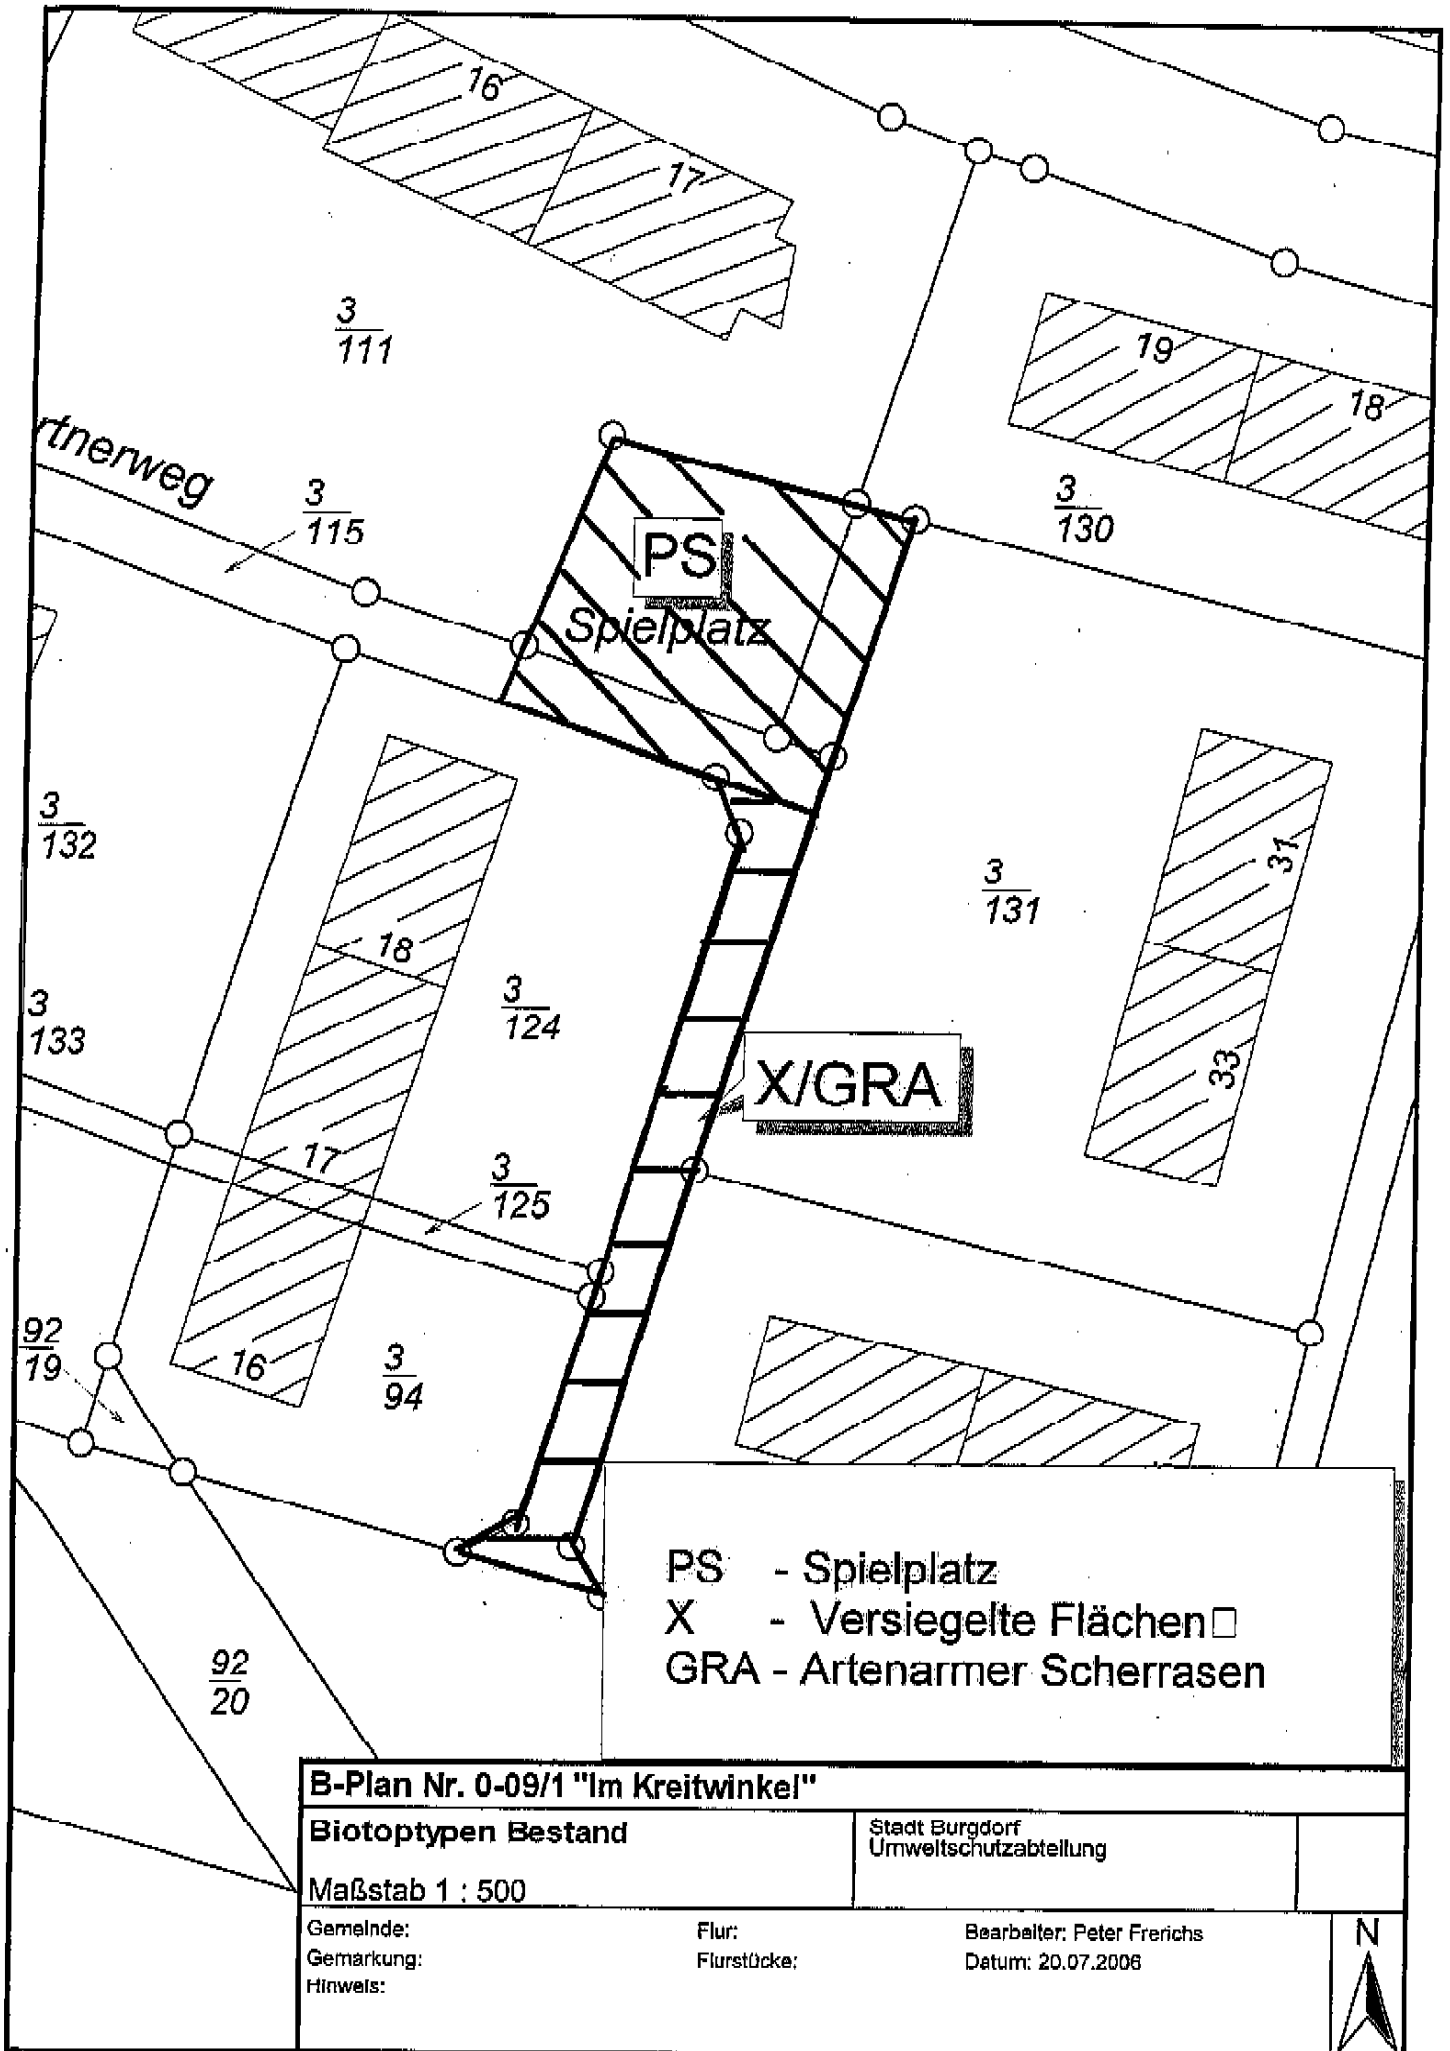 16
17
3
111
19
18
rtnerweg
3
115
3
130
PS
Spielplatz
3
132
31
3
131
18
3
124
3
133
X/GRA
33
17
3
125
92
19
16
3
94
PS - Spielplatz
X - Versiegelte Flächen□
GRA - Artenarmer Scherrasen
92
20
B-Plan Nr. 0-09/1 "Im Kreitwinkel"
Biotoptypen Bestand
Stadt Burgdorf
Umweltschutzabteilung
Maßstab 1 : 500
Gemeinde:
Flur:
Bearbeiter: Peter Frerichs
Gemarkung:
Flurstücke:
Datum: 20.07.2006
Hinweis:
N